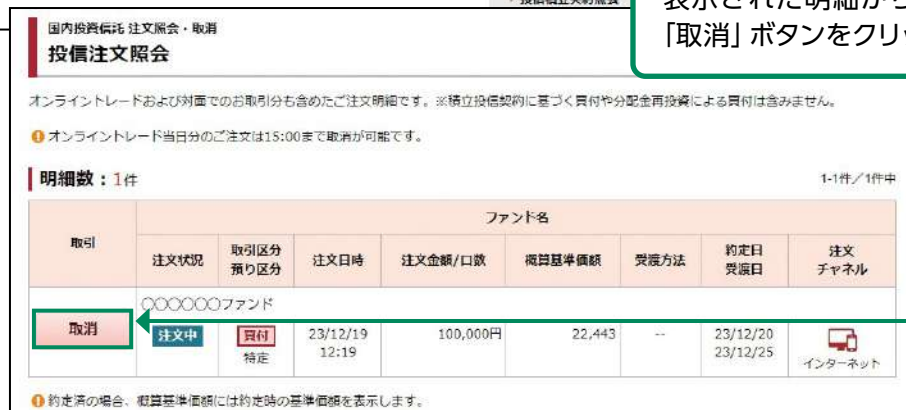 表示された明細から
「取消」ボタンをクリッ
国内投資信託 注文照会・取消
投信注文照会
オンライントレードおよび対面でのお取引分も含めたご注文明細です。※積立投信契約に基づく買付や分配金再投資による買付は含みません。
オンライントレード当日分のご注文は15:00まで取消が可能です。
明細数:1件
1-1件/1件中
取引
ファンド名
注文状況 取引区分 預り区分 注文日時 注文金額/口数 概算基準価額 受渡方法 約定日 受渡日 注文チャネル
○○○○○○ファンド
取消 注文中 買付 23/12/19 100,000円 22,443 -- 23/12/20
特定 12:19 23/12/25 インターネット
約定済の場合、概算基準価額には約定時の基準価額を表示します。